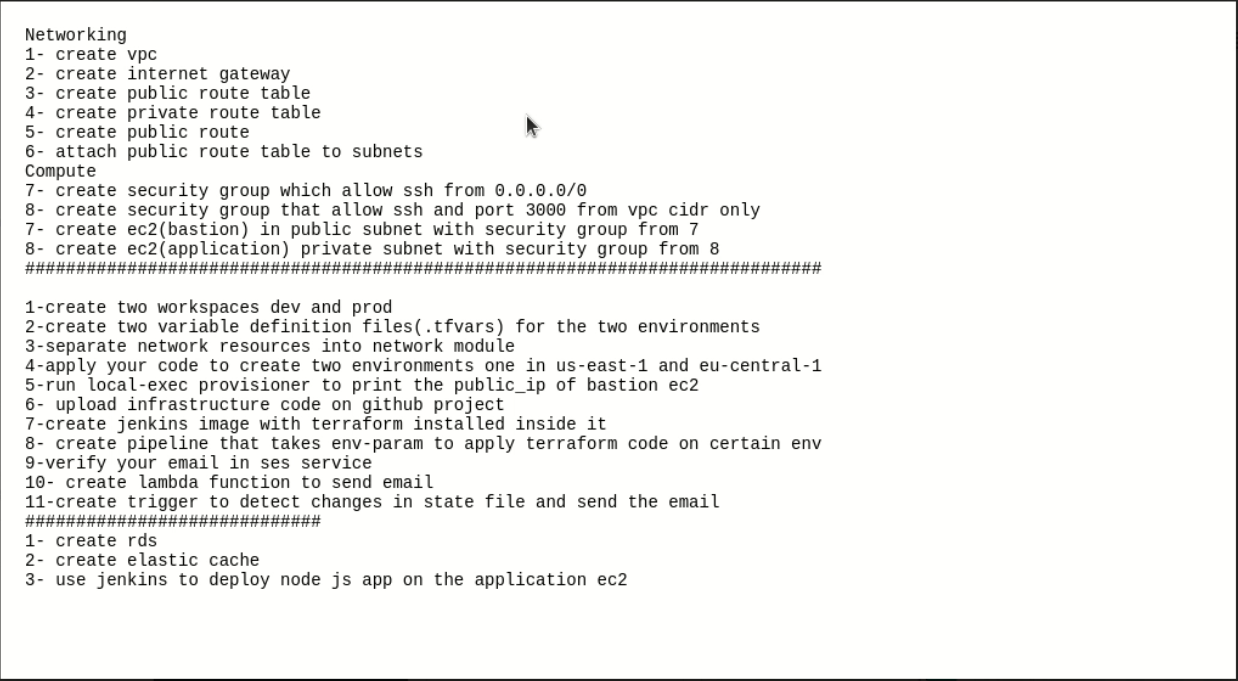 Networking
1- create vpc
2- create internet gateway
3- create public route table
4- create private route table
5- create public route
6- attach public route table to subnets
Compute
7- create security group which allow ssh from 0.0.0.0/0
8- create security group that allow ssh and port 3000 from vpc cidr only
7- create ec2(bastion) in public subnet with security group from 7
8- create ec2(application) private subnet with security group from 8
##############################################################################
1-create two workspaces dev and prod
2-create two variable definition files(.tfvars) for the two environments
3-separate network resources into network module
4-apply your code to create two environments one in us-east-1 and eu-central-1
5-run local-exec provisioner to print the public_ip of bastion ec2
6- upload infrastructure code on github project
7-create jenkins image with terraform installed inside it
8- create pipeline that takes env-param to apply terraform code on certain env
9-verify your email in ses service
10- create lambda function to send email
11-create trigger to detect changes in state file and send the email
#############################
1- create rds
2- create elastic cache
3- use jenkins to deploy node js app on the application ec2